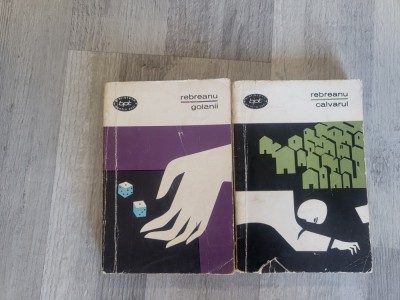 bpt
rebreanu
golanii
bpt
rebreanu
calvarul